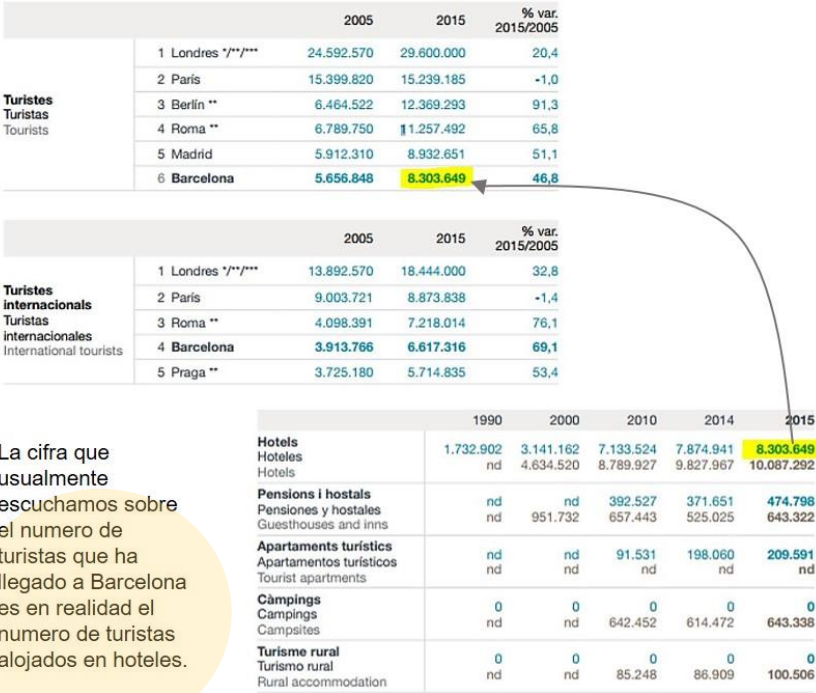 2005 2015 % var. 2015/2005
1 Londres */**/*** 24.592.570 29.600.000 20,4
2 París 15.399.820 15.239.185 -1,0
Turistes 3 Berlín ** 6.464.522 12.369.293 91,3
Turistas
Tourists 4 Roma ** 6.789.750 11.257.492 65,8
5 Madrid 5.912.310 8.932.651 51,1
6 Barcelona 5.656.848 8.303.649 46,8
2005 2015 % var. 2015/2005
1 Londres */**/*** 13.892.570 18.444.000 32,8
Turistes
internacionals 2 París 9.003.721 8.873.838 -1,4
Turistas
internacionales 3 Roma ** 4.098.391 7.218.014 76,1
International tourists 4 Barcelona 3.913.766 6.617.316 69,1
5 Praga ** 3.725.180 5.714.835 53,4
La cifra que
usualmente
escuchamos sobre
el numero de
turistas que ha
llegado a Barcelona
es en realidad el
numero de turistas
alojados en hoteles.
1990 2000 2010 2014 2015
Hotels
Hoteles 1.732.902 3.141.162 7.133.524 7.874.941 8.303.649
Hotels nd 4.634.520 8.789.927 9.827.967 10.087.292
Pensions i hostals
Pensiones y hostales nd nd 392.527 371.651 474.798
Guesthouses and inns nd 951.732 657.443 525.025 643.322
Apartaments turístics
Apartamentos turísticos nd nd 91.531 198.060 209.591
Tourist apartments nd nd nd nd nd
Càmpings
Campings 0 0 0 0 0
Campsites nd nd 642.452 614.472 643.338
Turisme rural
Turismo rural 0 0 0 0 0
Rural accommodation nd nd 85.248 86.909 100.506